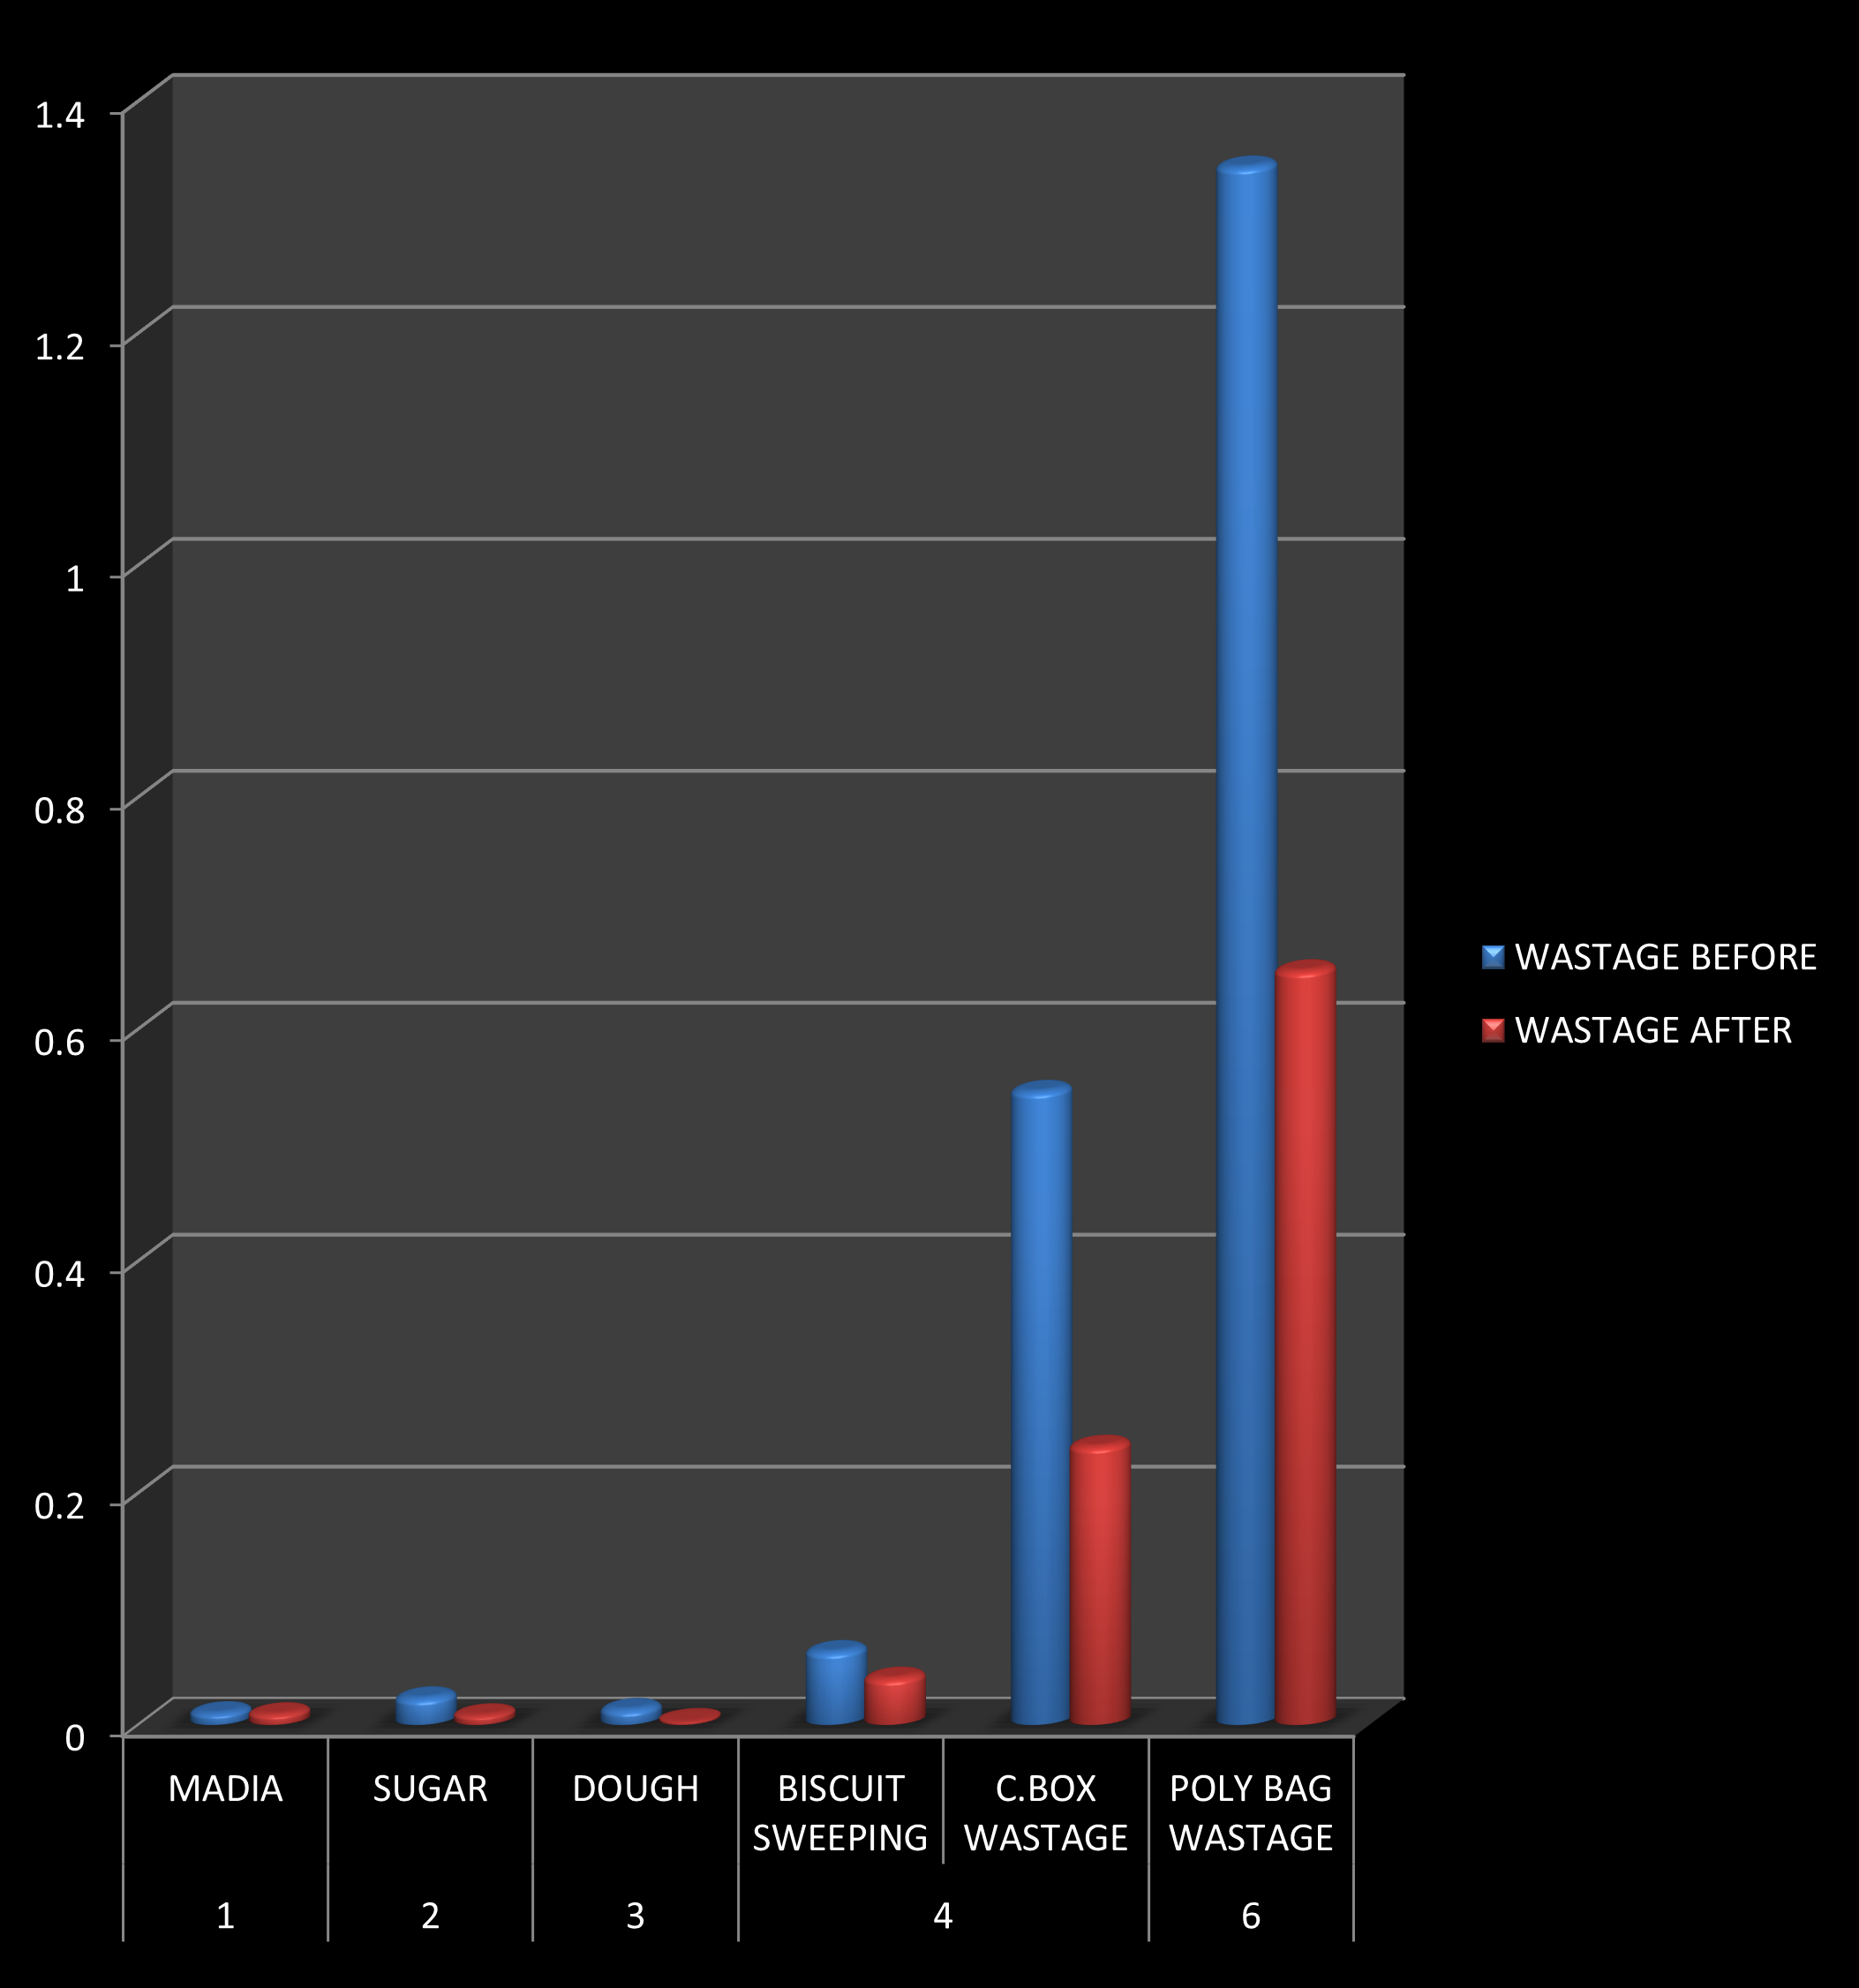 1.4
1.2
1
0.8
0.6
0.4
0.2
0
WASTAGE BEFORE
WASTAGE AFTER
MADIA
SUGAR
DOUGH
BISCUIT
SWEEPING
C.BOX
WASTAGE
POLY BAG
WASTAGE
1
2
3
4
6